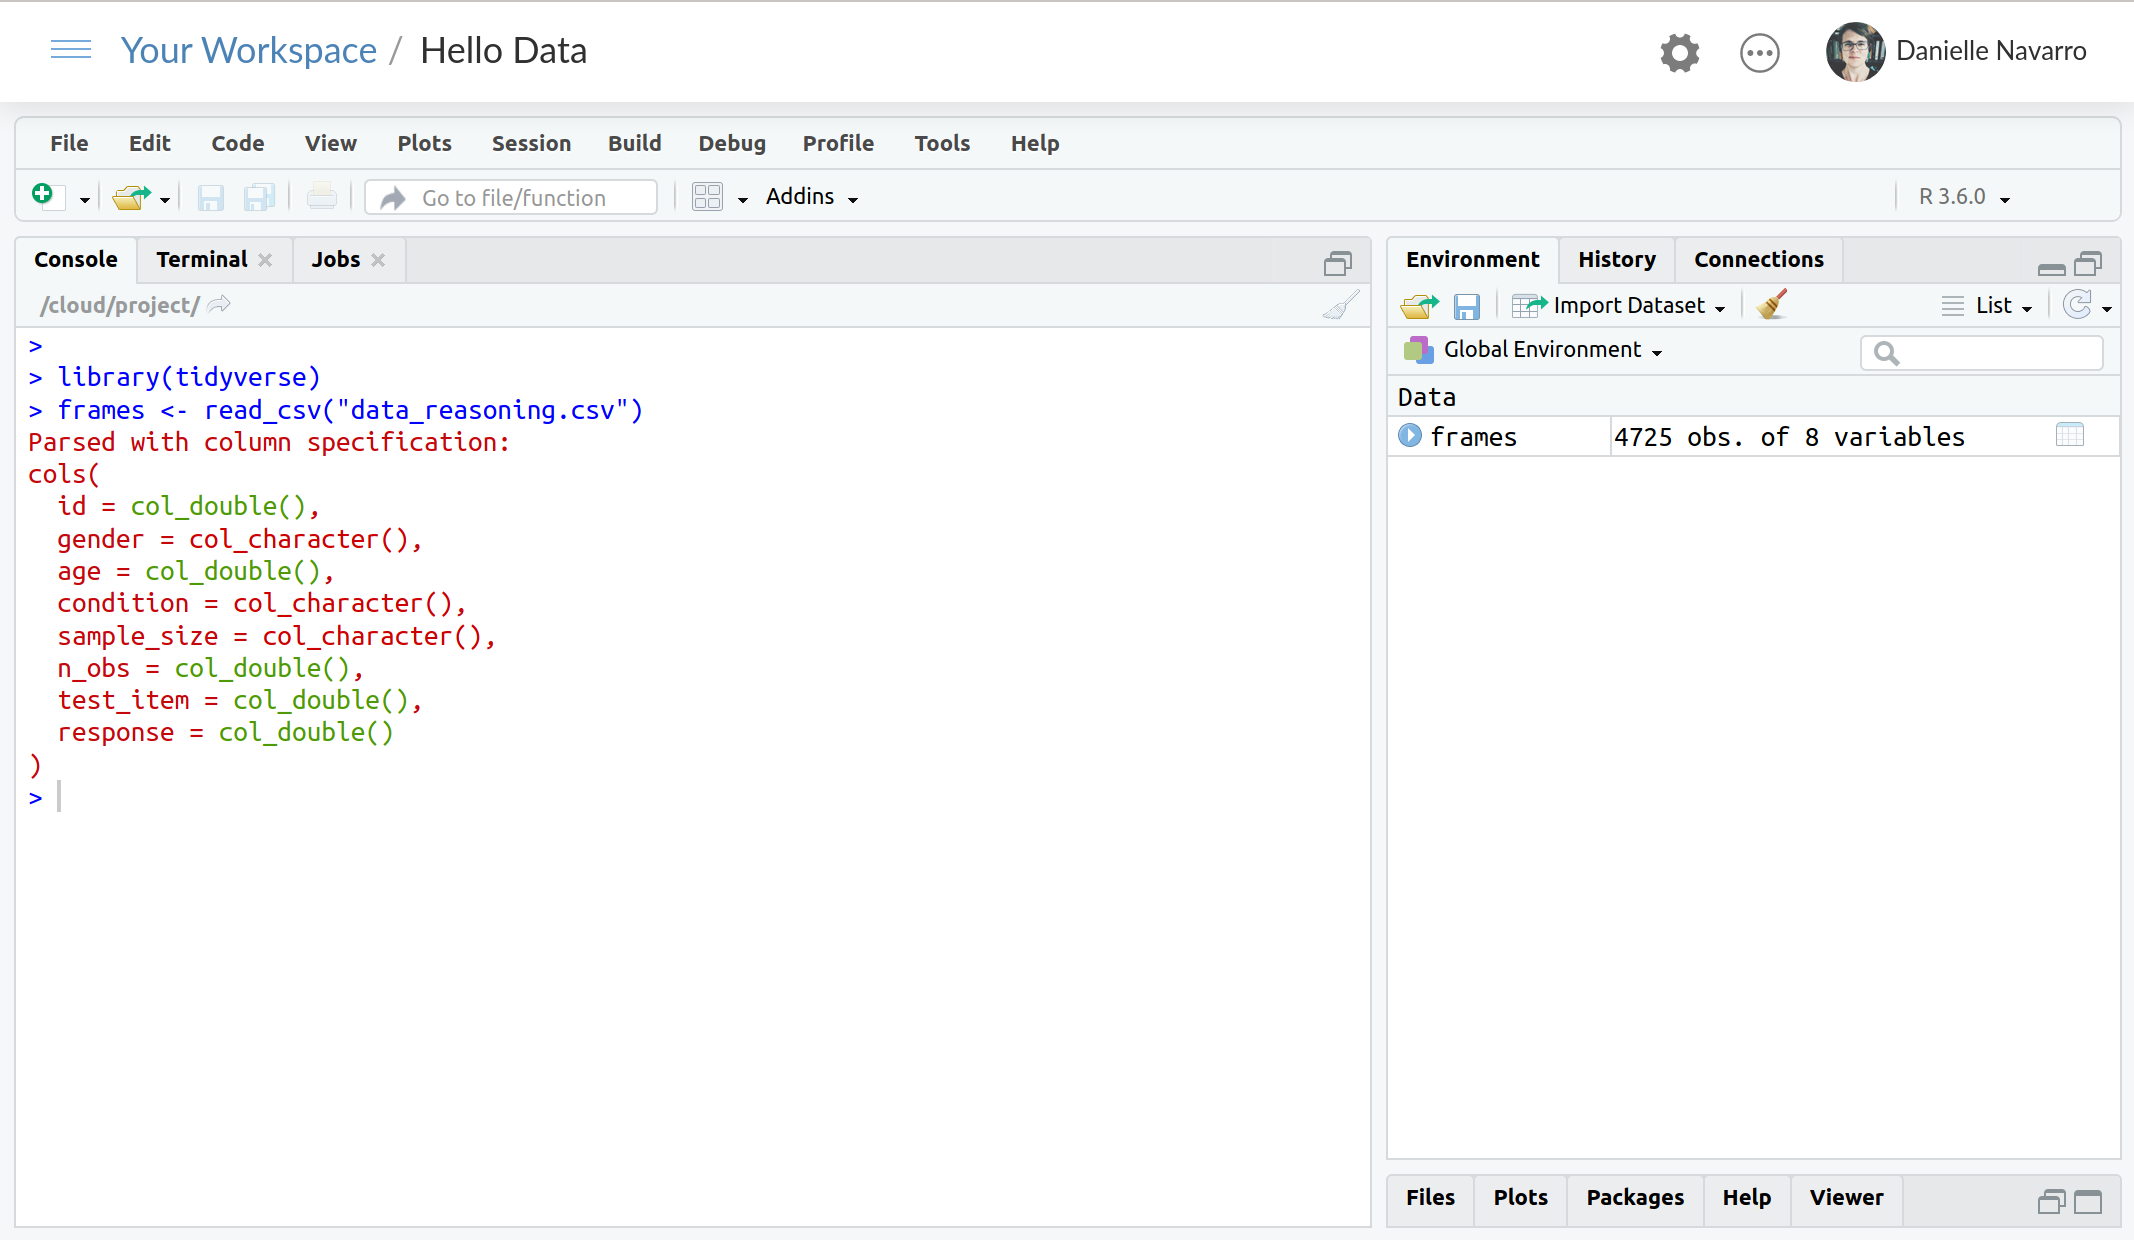 Your Workspace / Hello Data
Danielle Navarro
File Edit Code View Plots Session Build Debug Profile Tools Help
Go to file/function Addins R 3.6.0
Console Terminal Jobs
/cloud/project/
>
> library(tidyverse)
> frames <- read_csv("data_reasoning.csv")
Parsed with column specification:
cols(
  id = col_double(),
  gender = col_character(),
  age = col_double(),
  condition = col_character(),
  sample_size = col_character(),
  n_obs = col_double(),
  test_item = col_double(),
  response = col_double()
)
>
Environment History Connections
Import Dataset List
Global Environment
Data
frames 4725 obs. of 8 variables
Files Plots Packages Help Viewer